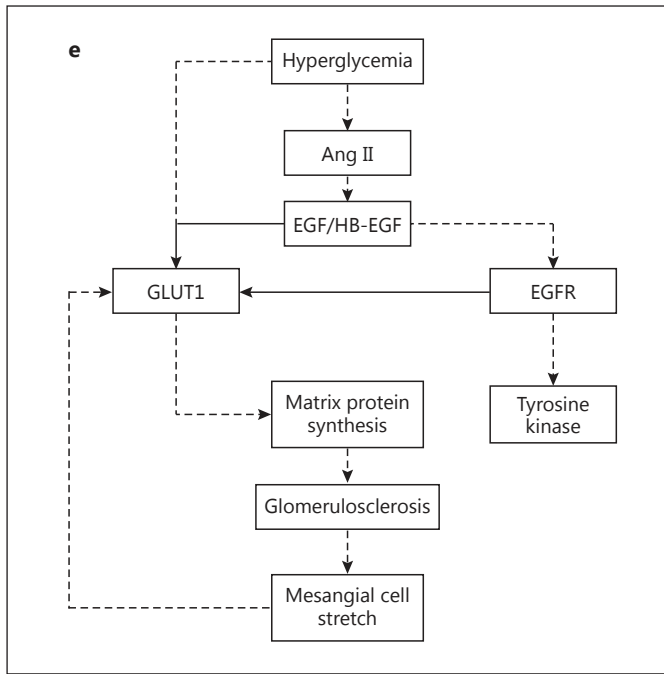 e
Hyperglycemia
Ang II
EGF/HB-EGF
GLUT1
EGFR
Matrix protein
synthesis
Tyrosine
kinase
Glomerulosclerosis
Mesangial cell
stretch